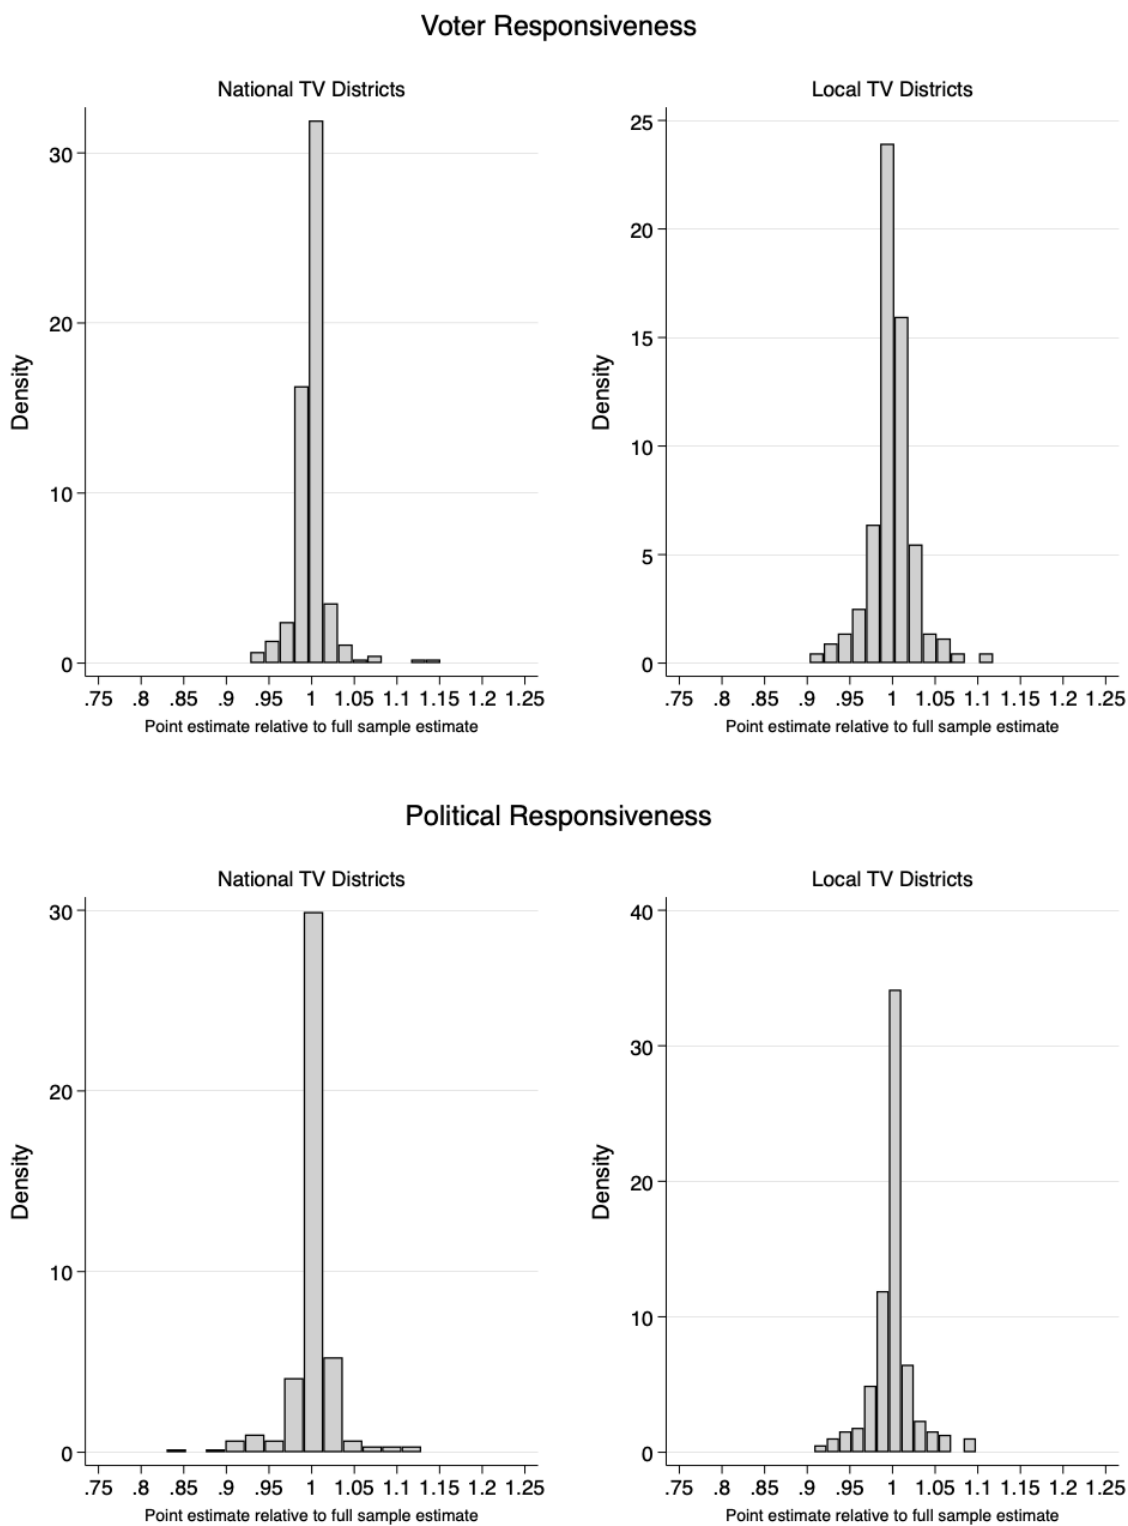 Voter Responsiveness
National TV Districts
Density
30
20
10
0
.75 .8 .85 .9 .95 1 1.05 1.1 1.15 1.2 1.25
Point estimate relative to full sample estimate
Local TV Districts
Density
25
20
15
10
5
0
.75 .8 .85 .9 .95 1 1.05 1.1 1.15 1.2 1.25
Point estimate relative to full sample estimate
Political Responsiveness
National TV Districts
Density
30
20
10
0
.75 .8 .85 .9 .95 1 1.05 1.1 1.15 1.2 1.25
Point estimate relative to full sample estimate
Local TV Districts
Density
40
30
20
10
0
.75 .8 .85 .9 .95 1 1.05 1.1 1.15 1.2 1.25
Point estimate relative to full sample estimate